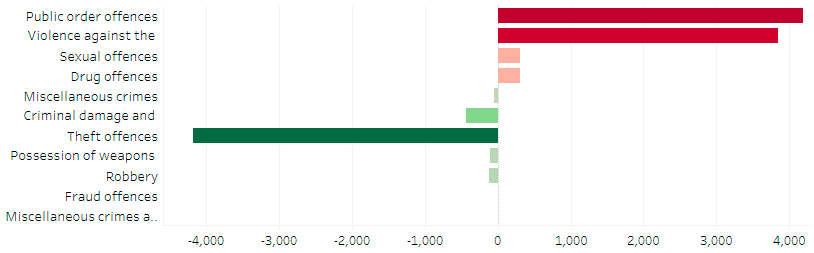 Public order offences
Violence against the
Sexual offences
Drug offences
Miscellaneous crimes
Criminal damage and
Theft offences
Possession of weapons
Robbery
Fraud offences
Miscellaneous crimes a..
-4,000 -3,000 -2,000 -1,000 0 1,000 2,000 3,000 4,000